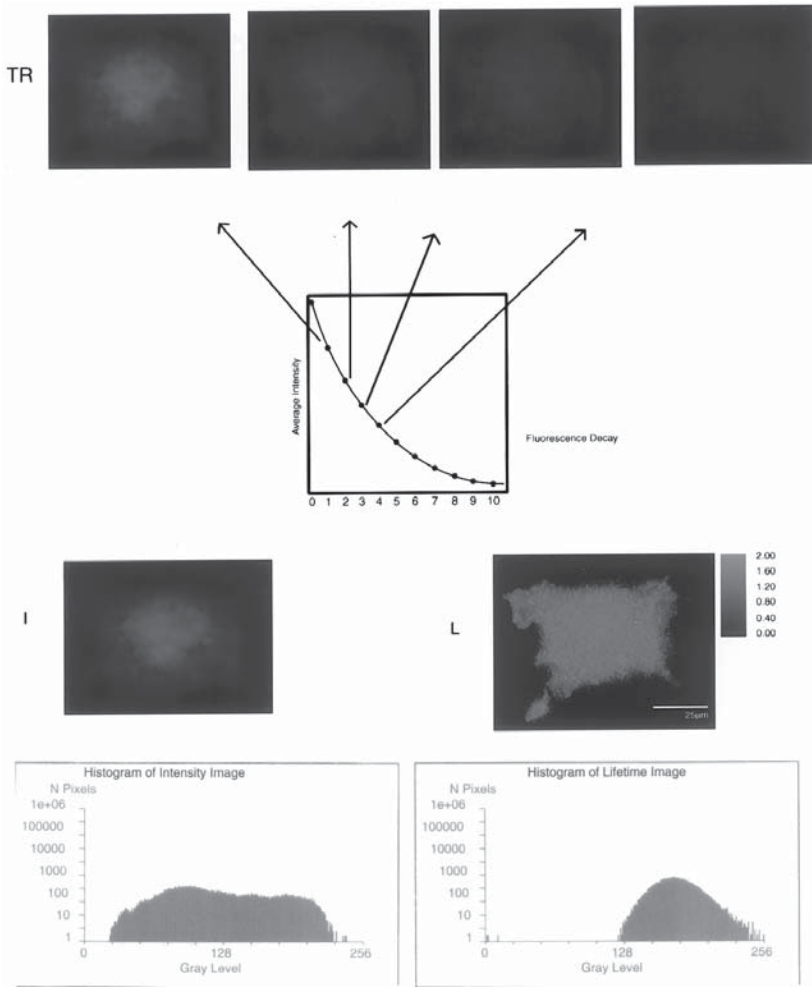 TR
Average Intensity
Fluorescence Decay
0 1 2 3 4 5 6 7 8 9 10
I
L
2.00
1.60
1.20
0.80
0.40
0.00
25µm
Histogram of Intensity Image
N Pixels
1e+06
100000
10000
1000
100
10
1
0 128 256
Gray Level
Histogram of Lifetime Image
N Pixels
1e+06
100000
10000
1000
100
10
1
0 128 256
Gray Level